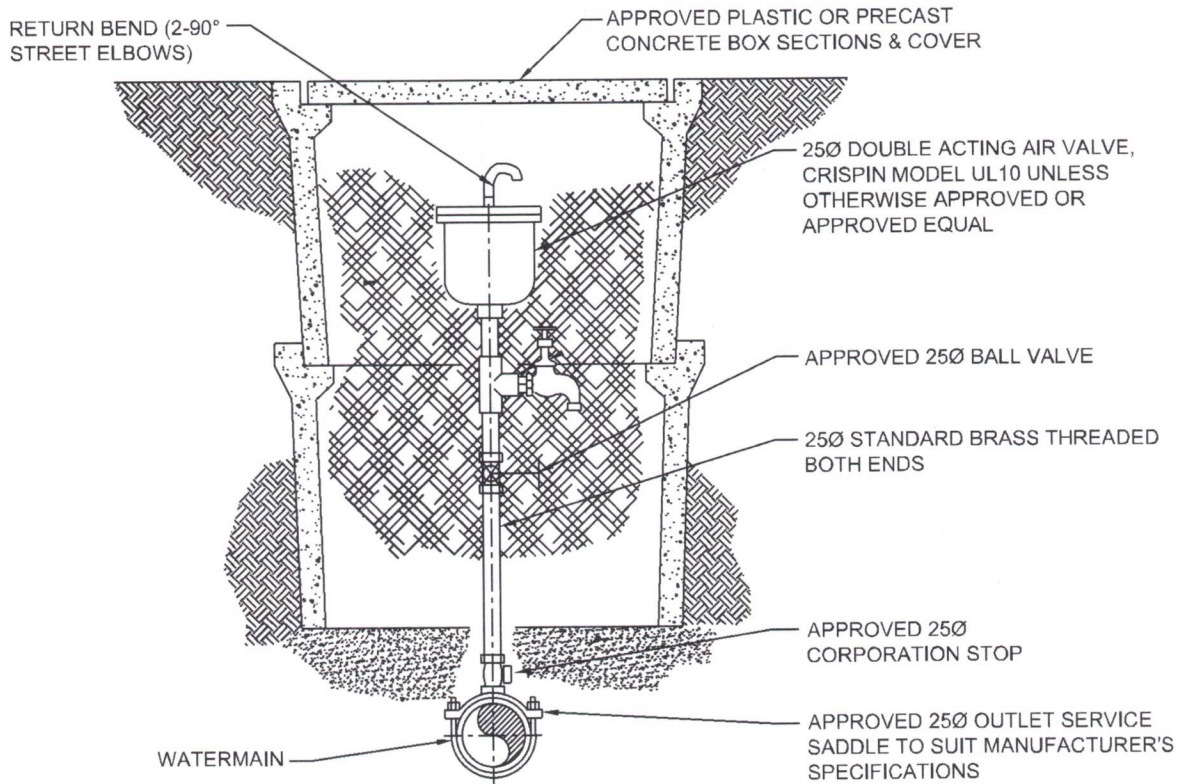 RETURN BEND (2-90°
STREET ELBOWS)
APPROVED PLASTIC OR PRECAST
CONCRETE BOX SECTIONS & COVER
25Ø DOUBLE ACTING AIR VALVE,
CRISPIN MODEL UL10 UNLESS
OTHERWISE APPROVED OR
APPROVED EQUAL
APPROVED 25Ø BALL VALVE
25Ø STANDARD BRASS THREADED
BOTH ENDS
APPROVED 25Ø
CORPORATION STOP
APPROVED 25Ø OUTLET SERVICE
SADDLE TO SUIT MANUFACTURER'S
SPECIFICATIONS
WATERMAIN